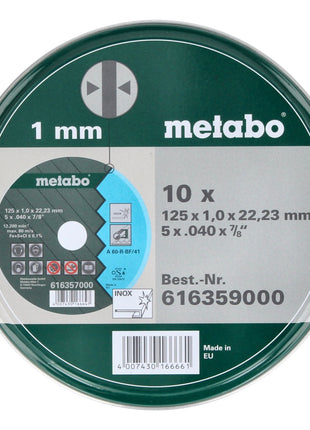 1 mm
metabo
metabo
125 x 1,0 x 22,23 mm
5 x .040 x 7/8"
max. 80 m/s
A 60-R-BF/41
616357000
INOX
10 x
125 x 1,0 x 22,23 mm
5 x .040 x 7/8"
Best.-Nr.
616359000
Made in
EU
4 007430 166661